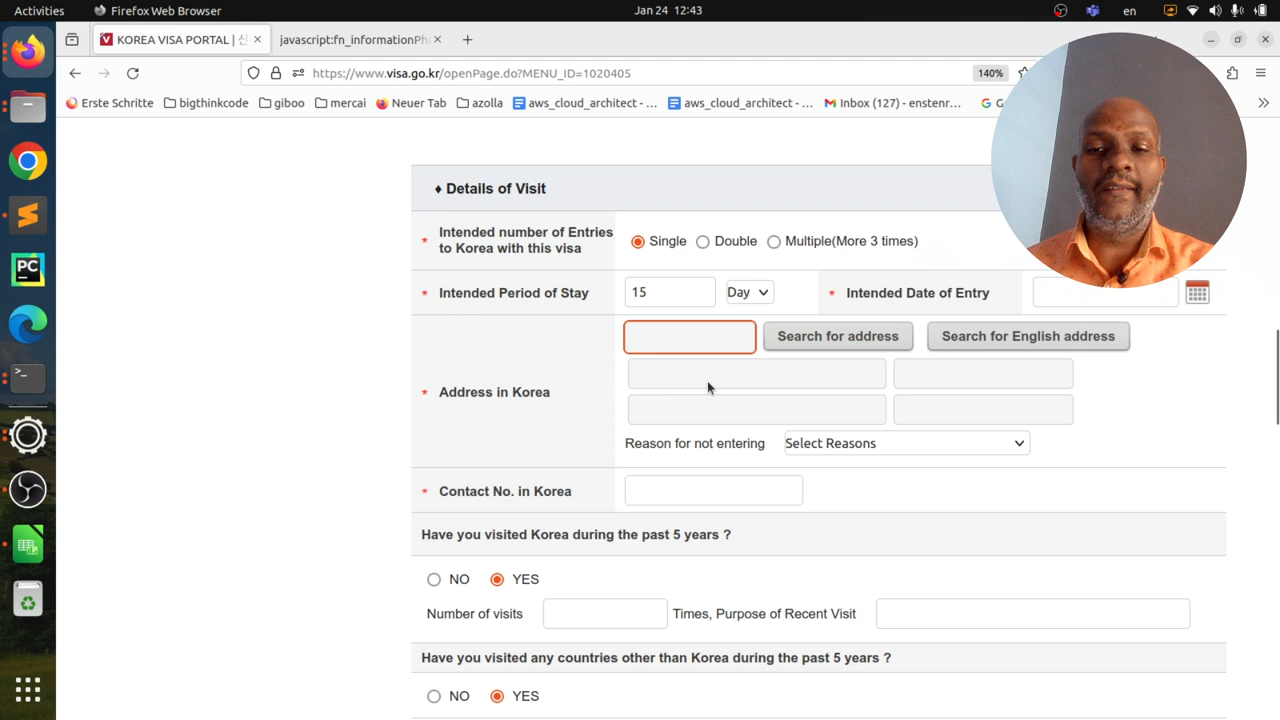 Activities Firefox Web Browser Jan 24 12:43 en
KOREA VISA PORTAL | 신 javascript:fn_informationPh
https://www.visa.go.kr/openPage.do?MENU_ID=1020405 140%
Erste Schritte bigthinkcode giboo mercai Neuer Tab azolla aws_cloud_architect - ... aws_cloud_architect - ... Inbox (127) - enstenr...
♦ Details of Visit
* Intended number of Entries
to Korea with this visa
Single Double Multiple(More 3 times)
* Intended Period of Stay 15 Day * Intended Date of Entry
Search for address Search for English address
* Address in Korea
Reason for not entering Select Reasons
* Contact No. in Korea
Have you visited Korea during the past 5 years ?
NO YES
Number of visits Times, Purpose of Recent Visit
Have you visited any countries other than Korea during the past 5 years ?
NO YES
PC
>_